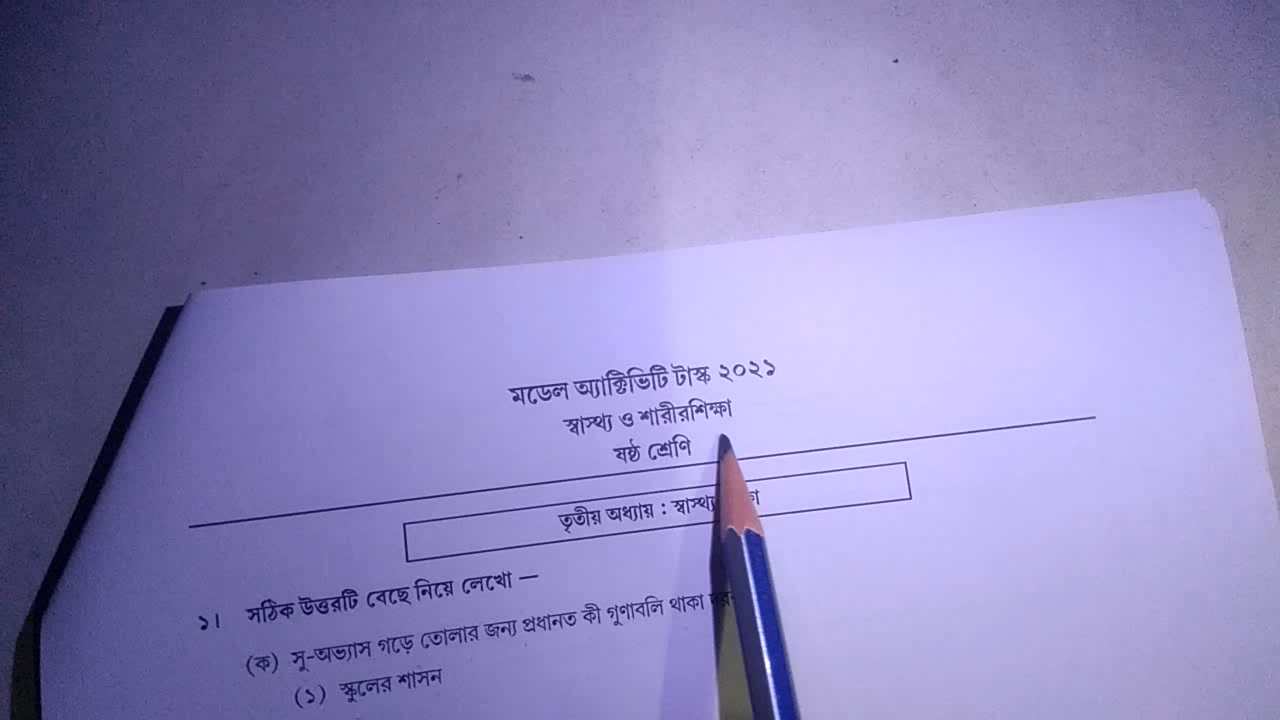 মডেল অ্যাক্টিভিটি টাস্ক ২০২১
স্বাস্থ্য ও শারীরশিক্ষা
ষষ্ঠ শ্রেণি
তৃতীয় অধ্যায় : স্বাস্থ্য
১। সঠিক উত্তরটি বেছে নিয়ে লেখো —
(ক) সু-অভ্যাস গড়ে তোলার জন্য প্রধানত কী গুণাবলি থাকা
(১) স্কুলের শাসন